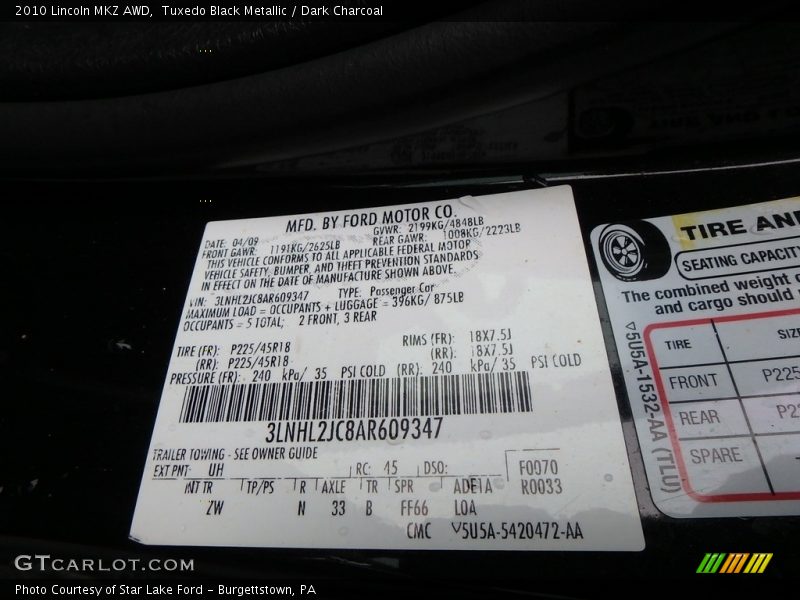 2010 Lincoln MKZ AWD, Tuxedo Black Metallic / Dark Charcoal
MFD. BY FORD MOTOR CO.
DATE: 04/09 GVWR: 2199KG/4848LB
FRONT GAWR: 1191KG/2625LB REAR GAWR: 1008KG/2223LB
THIS VEHICLE CONFORMS TO ALL APPLICABLE FEDERAL MOTOR
VEHICLE SAFETY, BUMPER, AND THEFT PREVENTION STANDARDS
IN EFFECT ON THE DATE OF MANUFACTURE SHOWN ABOVE.
VIN: 3LNHL2JC8AR609347 TYPE: Passenger Car
MAXIMUM LOAD = OCCUPANTS + LUGGAGE = 396KG/ 875LB
OCCUPANTS = 5 TOTAL; 2 FRONT, 3 REAR
TIRE (FR): P225/45R18 RIMS (FR): 18X7.5J
(RR): P225/45R18 (RR): 18X7.5J
PRESSURE (FR): 240 kPa/ 35 PSI COLD (RR): 240 kPa/ 35 PSI COLD
3LNHL2JC8AR609347
TRAILER TOWING - SEE OWNER GUIDE
EXT PNT: UH RC: 45 DSO: F0070
INT TR TP/PS R AXLE TR SPR ADE1A R0033
ZW N 33 B FF66 LOA
CMC V5U5A-5420472-AA
TIRE AN
SEATING CAPACITY
The combined weight
and cargo should
V5U5A-1532-AA (TLU)
TIRE SIZ
FRONT P225
REAR P2
SPARE
GTCARLOT.COM
Photo Courtesy of Star Lake Ford - Burgettstown, PA